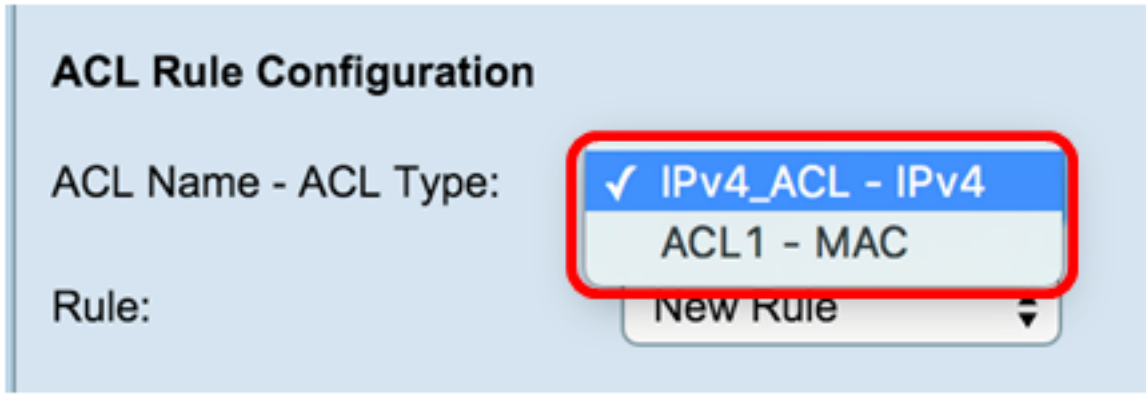 ACL Rule Configuration
ACL Name - ACL Type:
✓ IPv4_ACL - IPv4
ACL1 - MAC
Rule:
New Rule